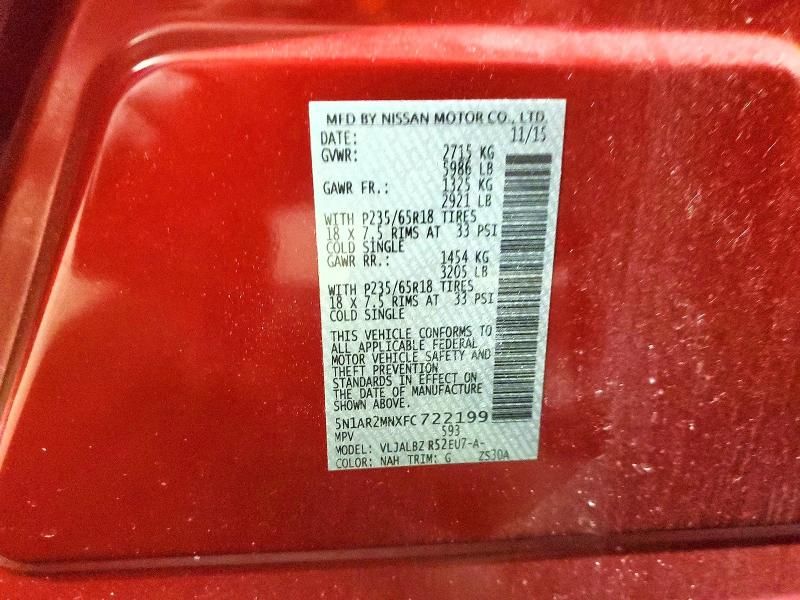 MFD BY NISSAN MOTOR CO., LTD.
DATE: 11/15
GVWR: 2715 KG
5986 LB
GAWR FR.: 1325 KG
2921 LB
WITH P235/65R18 TIRES
18 X 7.5 RIMS AT 33 PSI
COLD SINGLE
GAWR RR.: 1454 KG
3205 LB
WITH P235/65R18 TIRES
18 X 7.5 RIMS AT 33 PSI
COLD SINGLE
THIS VEHICLE CONFORMS TO
ALL APPLICABLE FEDERAL
MOTOR VEHICLE SAFETY AND
THEFT PREVENTION
STANDARDS IN EFFECT ON
THE DATE OF MANUFACTURE
SHOWN ABOVE.
5N1AR2MNXFC722199
MPV 593
MODEL: VLJALBZ R52EU7-A-
COLOR: NAH TRIM: G ZS30A